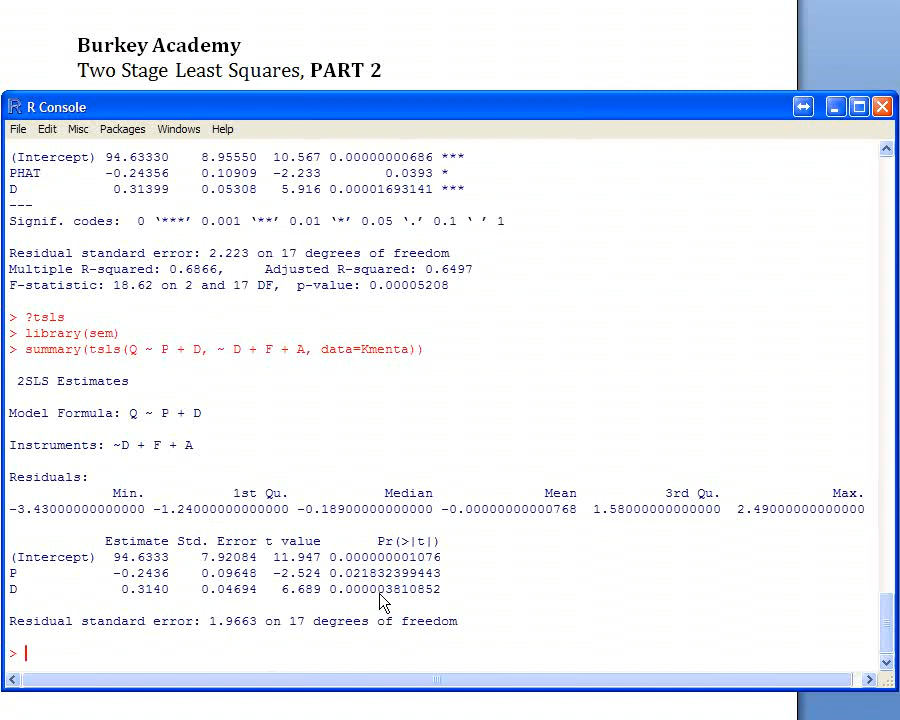 Burkey Academy
Two Stage Least Squares, PART 2
R Console
File Edit Misc Packages Windows Help
(Intercept) 94.63330 8.95550 10.567 0.00000000686 ***
PHAT -0.24356 0.10909 -2.233 0.0393 *
D 0.31399 0.05308 5.916 0.00001693141 ***
---
Signif. codes: 0 ‘***’ 0.001 ‘**’ 0.01 ‘*’ 0.05 ‘.’ 0.1 ‘ ’ 1
Residual standard error: 2.223 on 17 degrees of freedom
Multiple R-squared: 0.6866, Adjusted R-squared: 0.6497
F-statistic: 18.62 on 2 and 17 DF, p-value: 0.00005208
> ?tsls
> library(sem)
> summary(tsls(Q ~ P + D, ~ D + F + A, data=Kmenta))
2SLS Estimates
Model Formula: Q ~ P + D
Instruments: ~D + F + A
Residuals:
Min. 1st Qu. Median Mean 3rd Qu. Max.
-3.43000000000000 -1.24000000000000 -0.18900000000000 -0.00000000000768 1.58000000000000 2.49000000000000
Estimate Std. Error t value Pr(>|t|)
(Intercept) 94.6333 7.92084 11.947 0.000000001076
P -0.2436 0.09648 -2.524 0.021832399443
D 0.3140 0.04694 6.689 0.000003810852
Residual standard error: 1.9663 on 17 degrees of freedom
>